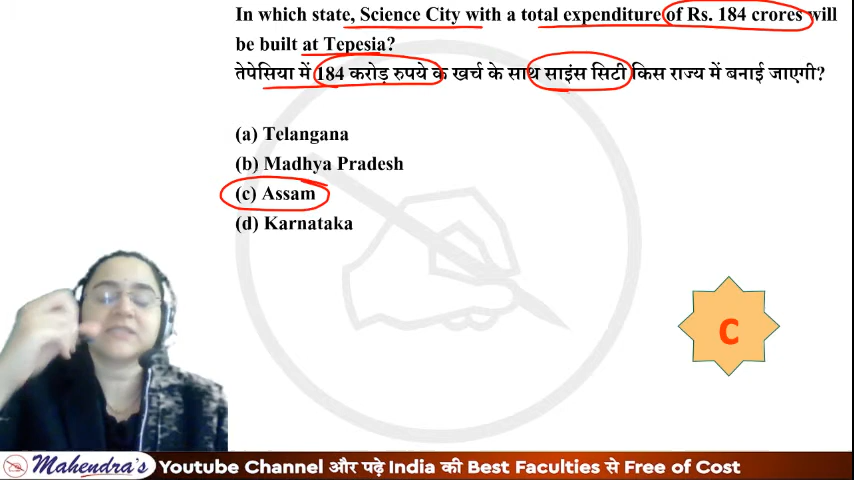 In which state, Science City with a total expenditure of Rs. 184 crores will
be built at Tepesia?
तेपेसिया में 184 करोड़ रुपये के खर्च के साथ साइंस सिटी किस राज्य में बनाई जाएगी?
(a) Telangana
(b) Madhya Pradesh
(c) Assam
(d) Karnataka
C
Mahendra's Youtube Channel और पढ़े India की Best Faculties से Free of Cost